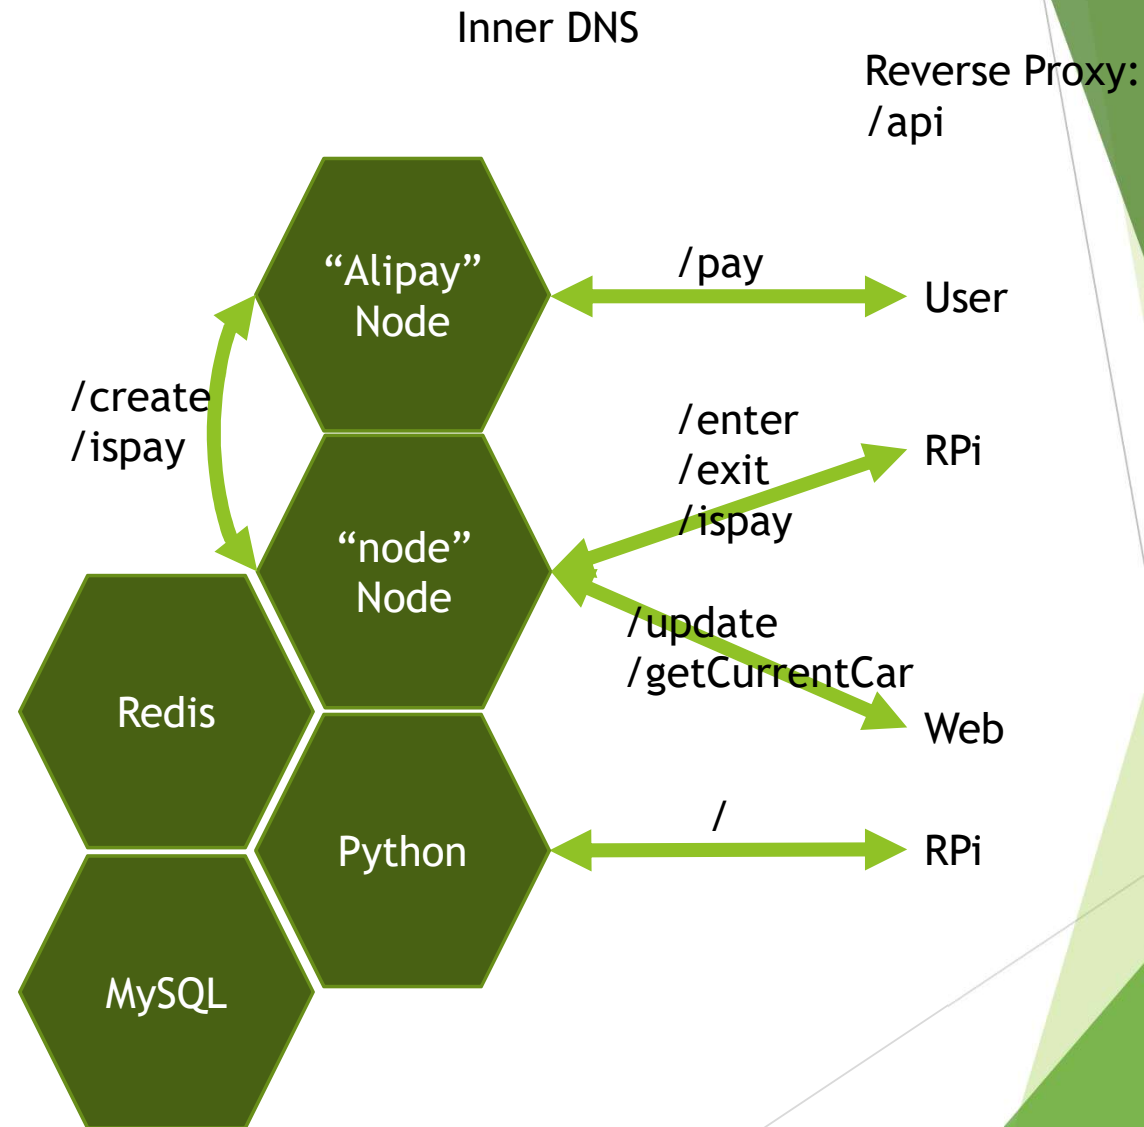 Inner DNS
Reverse Proxy:
/api
“Alipay”
Node
/pay
User
/create
/ispay
/enter
/exit
/ispay
RPi
“node”
Node
/update
/getCurrentCar
Web
Redis
Python
/
RPi
MySQL